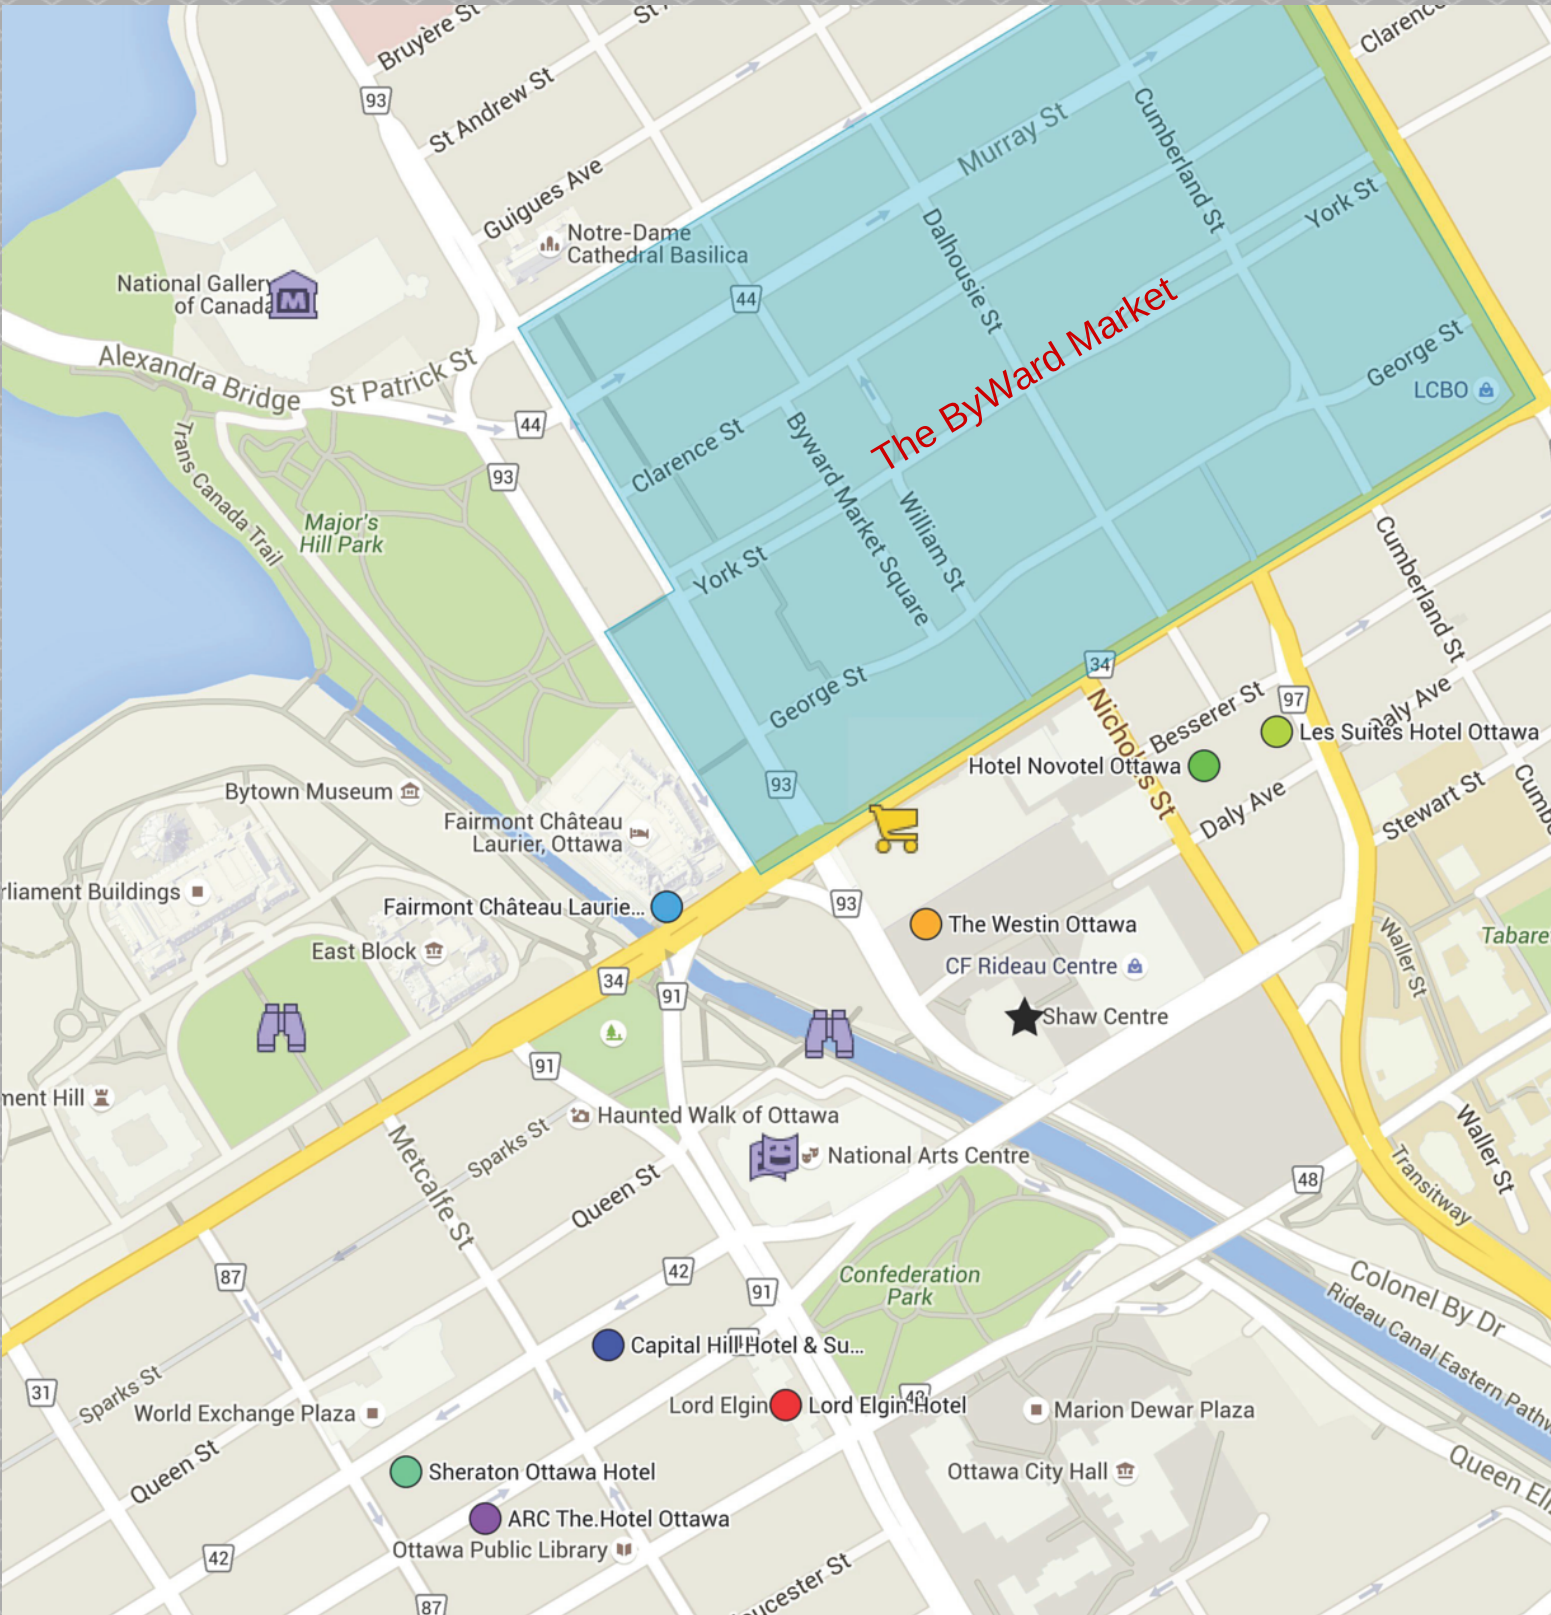 Bruyère St
St
Clarence
93
St Andrew St
Cumberland St
Murray St
Guigues Ave
York St
Notre-Dame
Cathedral Basilica
Dalhousie St
National Gallery
of Canada
M
44
The ByWard Market
George St
LCBO
Alexandra Bridge
St Patrick St
44
Clarence St
Byward Market Square
93
Trans Canada Trail
Major's
Hill Park
William St
York St
Cumberland St
George St
34
Nicholas St
Besserer St
97
Daly Ave
Les Suites Hotel Ottawa
Hotel Novotel Ottawa
93
Bytown Museum
Fairmont Château
Laurier, Ottawa
Daly Ave
Stewart St
Cumb
rliament Buildings
Fairmont Château Laurie...
93
The Westin Ottawa
Waller St
Tabare
East Block
CF Rideau Centre
34
91
Shaw Centre
91
ment Hill
Haunted Walk of Ottawa
Sparks St
Metcalfe St
National Arts Centre
Waller St
Transitway
48
Queen St
87
42
91
Confederation
Park
Colonel By Dr
Rideau Canal Eastern Pathw
Capital Hill Hotel & Su...
31
Sparks St
World Exchange Plaza
Lord Elgin
Lord Elgin Hotel
Marion Dewar Plaza
Queen St
Sheraton Ottawa Hotel
Ottawa City Hall
Queen Eli
ARC The.Hotel Ottawa
Ottawa Public Library
42
oucester St
87